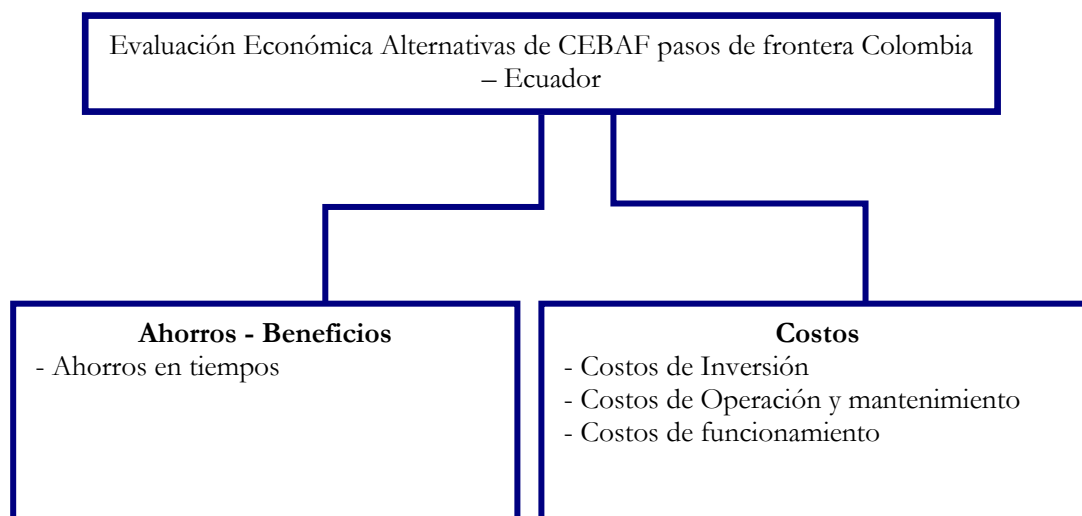 Evaluación Económica Alternativas de CEBAF pasos de frontera Colombia
– Ecuador
Ahorros - Beneficios
- Ahorros en tiempos
Costos
- Costos de Inversión
- Costos de Operación y mantenimiento
- Costos de funcionamiento